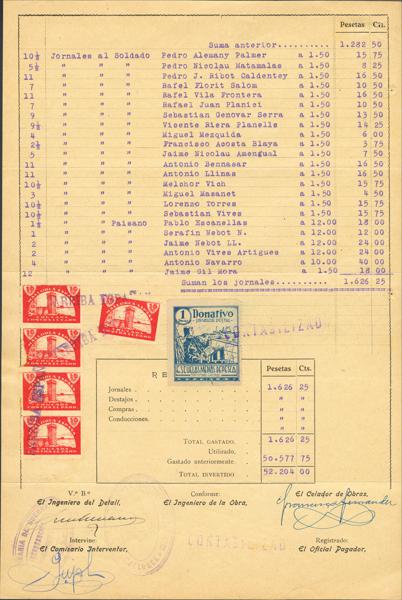 Pesetas Cts.
Suma anterior.......... 1.282 50
10½ Jornales al Soldado Pedro Alemany Palmer a 1.50 15 75
5½ " " " Pedro Nicolau Matamalas a 1.50 8 25
11 " " " Pedro J. Ribot Caldentey a 1.50 16 50
7 " " " Rafel Florit Salom a 1.50 10 50
11 " " " Rafel Vila Frontera a 1.50 16 50
7 " " " Rafael Juan Planici a 1.50 10 50
9 " " " Sebastian Genovar Serra a 1.50 13 50
9½ " " " Vicente Riera Planells a 1.50 14 25
4 " " " Miguel Mezquida a 1.50 6 00
2½ " " " Francisco Acosta Blaya a 1.50 3 75
5 " " " Jaime Nicolau Amengual a 1.50 7 50
11 " " " Antonio Bennasar a 1.50 16 50
11 " " " Antonio Llinas a 1.50 16 50
10½ " " " Melchor Vich a 1.50 15 75
3 " " " Miguel Masanet a 1.50 4 50
10½ " " " Lorenzo Torres a 1.50 15 75
10½ " " " Sebastian Vives a 1.50 15 75
1½ " " Paisano Pablo Escanellas a 12.00 18 00
1 " " " Serafin Nebot N. a 12.00 12 00
2 " " " Jaime Nebot LL. a 12.00 24 00
2 " " " Antonio Vives Artigues a 12.00 24 00
4 " " " Antonio Navarro a 10.00 40 00
12 " " " Jaime Gil Mora a 1.50 18 00
Suman los jornales.. 1.626 25
ARRIBA
1 Donativo
CONTABILIZADO
Pesetas Cts.
Jornales 1.626 25
Destajos " "
Compras " "
Conducciones. " "
TOTAL GASTADO. 1.626 25
Utilizado,
Gastado anteriormente. 50.577 75
TOTAL INVERTIDO 52.204 00
V.º B.º
El Ingeniero del Detall,
Conforme:
El Ingeniero de la Obra,
El Celador de Obras,
Intervine:
El Comisario Interventor,
CONTABILIZADO
Registrado:
El Oficial Pagador,